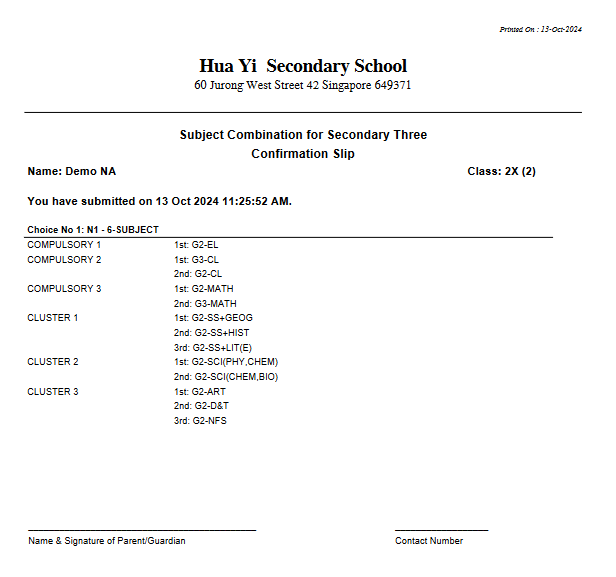 Printed On : 13-Oct-2024
Hua Yi Secondary School
60 Jurong West Street 42 Singapore 649371
Subject Combination for Secondary Three
Confirmation Slip
Name: Demo NA Class: 2X (2)
You have submitted on 13 Oct 2024 11:25:52 AM.
Choice No 1: N1 - 6-SUBJECT
COMPULSORY 1 1st: G2-EL
COMPULSORY 2 1st: G3-CL
2nd: G2-CL
COMPULSORY 3 1st: G2-MATH
2nd: G3-MATH
CLUSTER 1 1st: G2-SS+GEOG
2nd: G2-SS+HIST
3rd: G2-SS+LIT(E)
CLUSTER 2 1st: G2-SCI(PHY,CHEM)
2nd: G2-SCI(CHEM,BIO)
CLUSTER 3 1st: G2-ART
2nd: G2-D&T
3rd: G2-NFS
Name & Signature of Parent/Guardian Contact Number